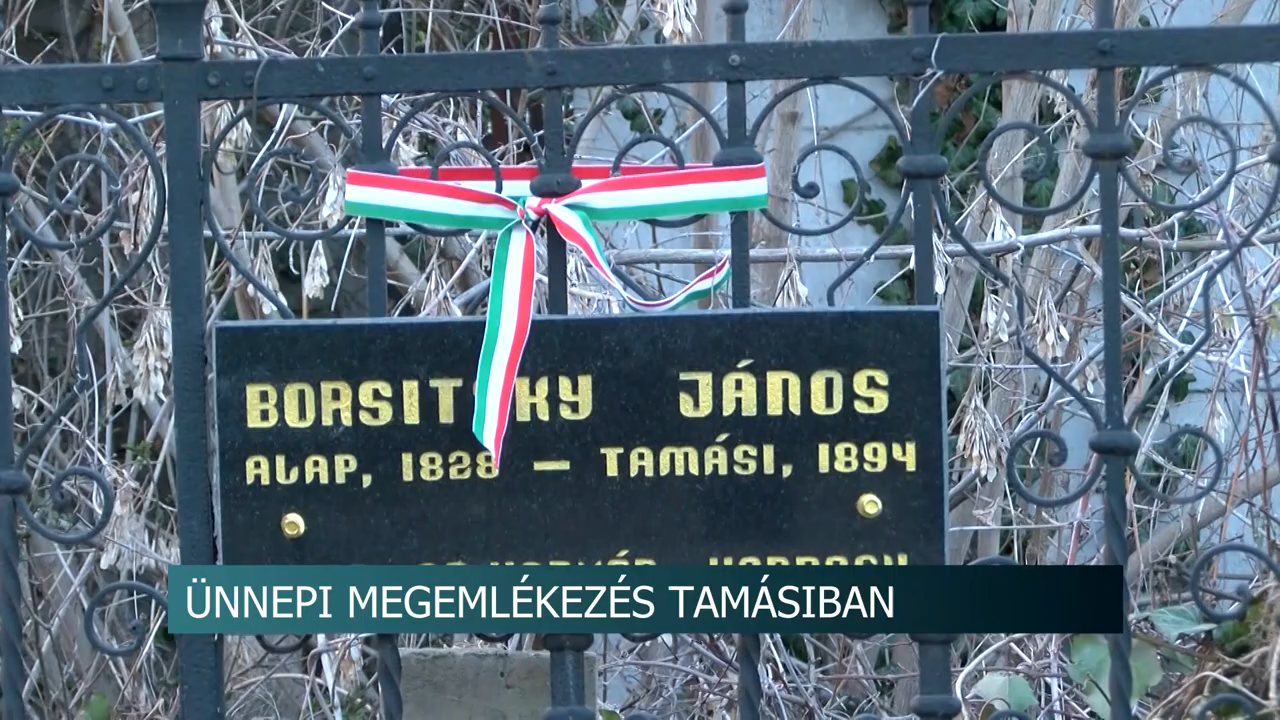 BORSITSKY JÁNOS
ALAP, 1828 – TAMÁSI, 1894
ÜNNEPI MEGEMLÉKEZÉS TAMÁSIBAN